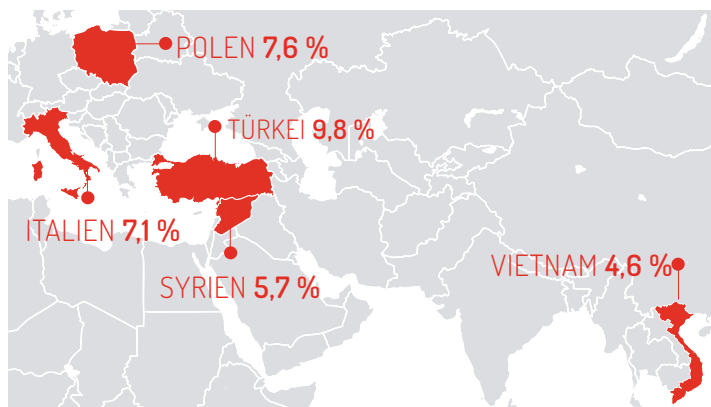 POLEN 7,6 %
TÜRKEI 9,8 %
ITALIEN 7,1 %
VIETNAM 4,6 %
SYRIEN 5,7 %